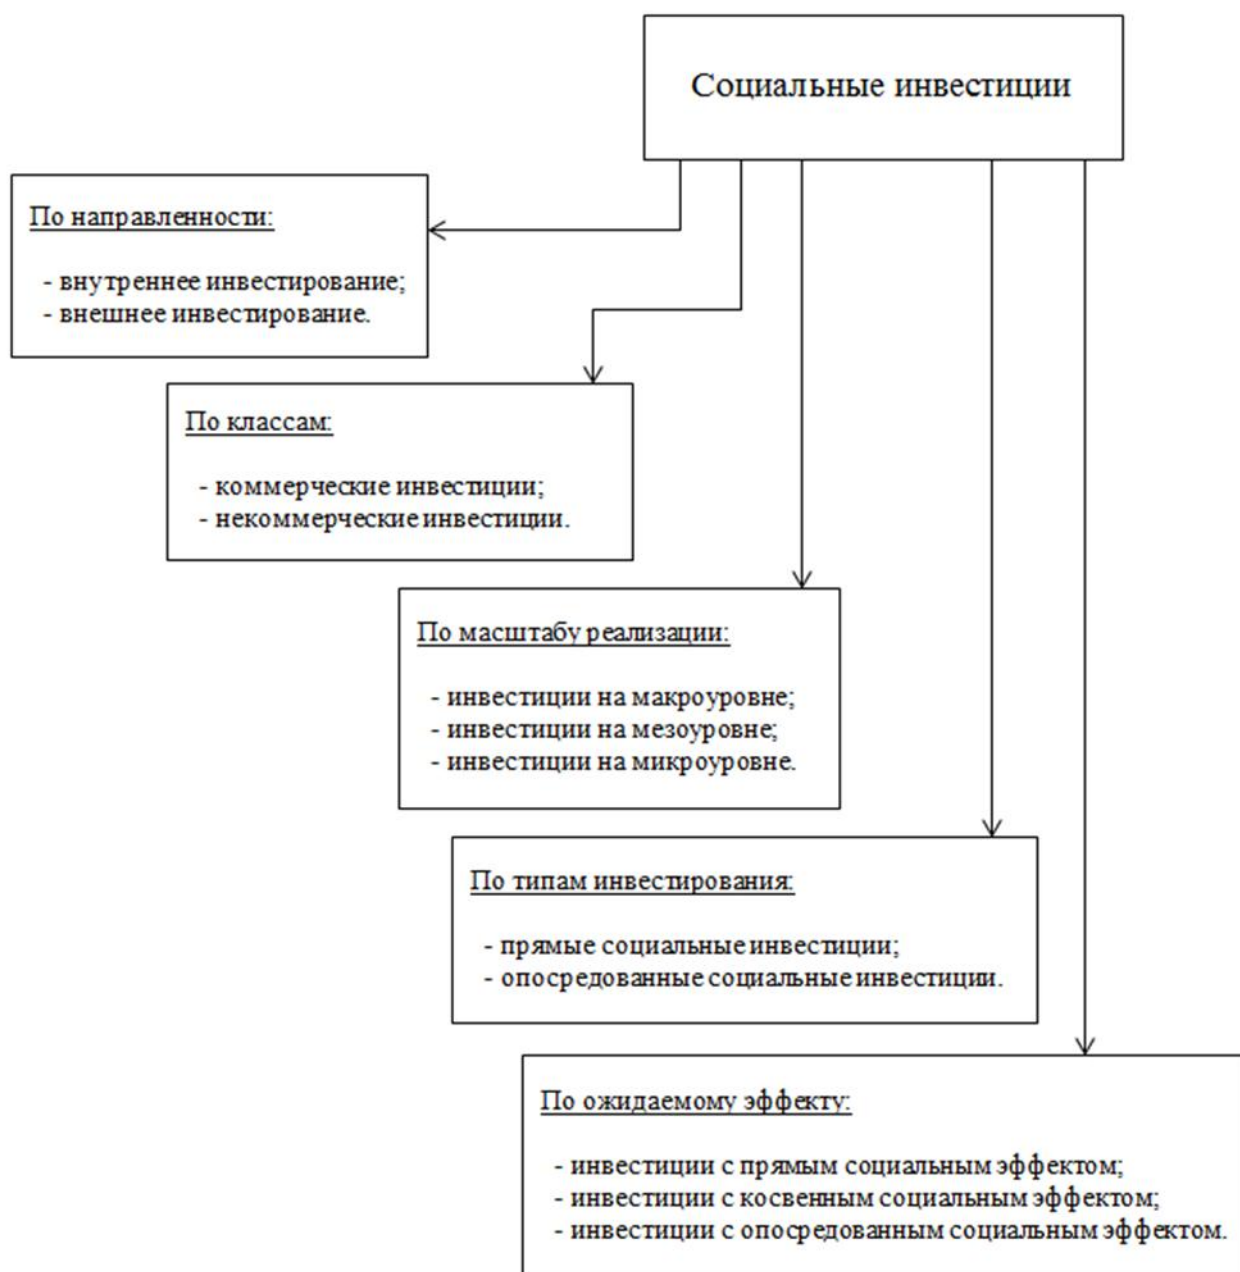 Социальные инвестиции
По направленности:
- внутреннее инвестирование;
- внешнее инвестирование.
По классам:
- коммерческие инвестиции;
- некоммерческие инвестиции.
По масштабу реализации:
- инвестиции на макроуровне;
- инвестиции на мезоуровне;
- инвестиции на микроуровне.
По типам инвестирования:
- прямые социальные инвестиции;
- опосредованные социальные инвестиции.
По ожидаемому эффекту:
- инвестиции с прямым социальным эффектом;
- инвестиции с косвенным социальным эффектом;
- инвестиции с опосредованным социальным эффектом.